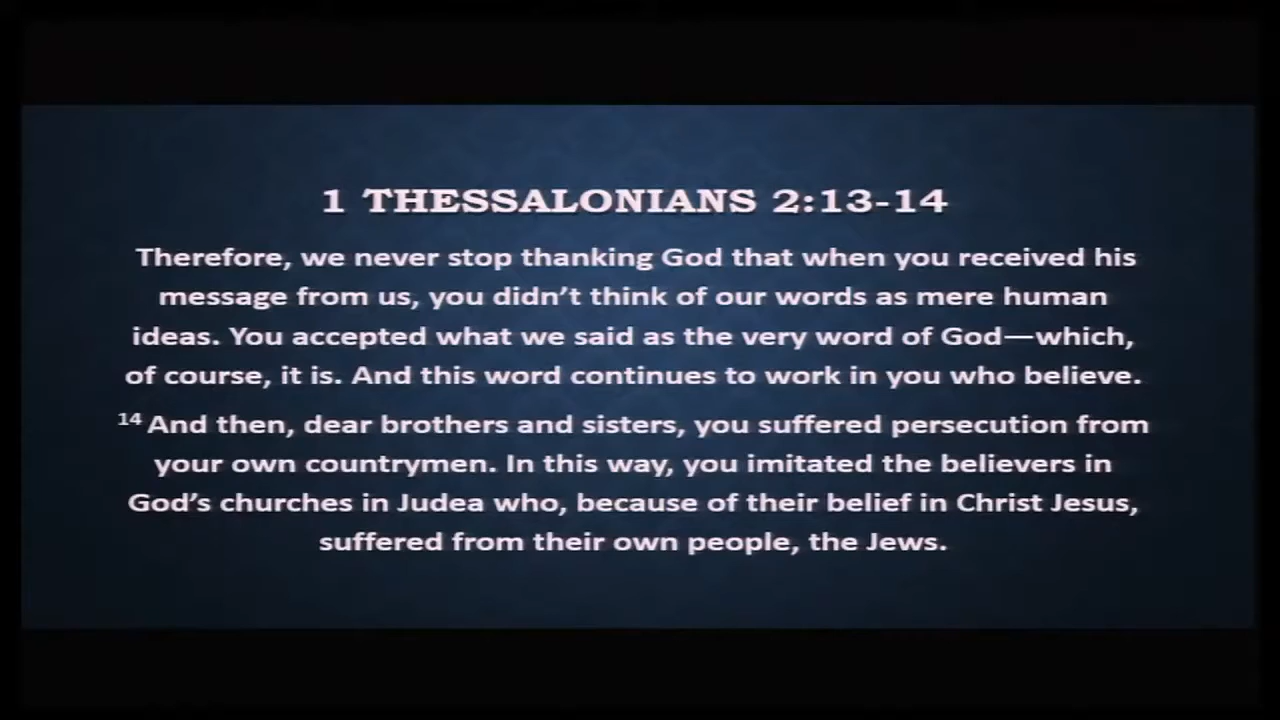 1 THESSALONIANS 2:13-14
Therefore, we never stop thanking God that when you received his
message from us, you didn’t think of our words as mere human
ideas. You accepted what we said as the very word of God—which,
of course, it is. And this word continues to work in you who believe.
14 And then, dear brothers and sisters, you suffered persecution from
your own countrymen. In this way, you imitated the believers in
God’s churches in Judea who, because of their belief in Christ Jesus,
suffered from their own people, the Jews.